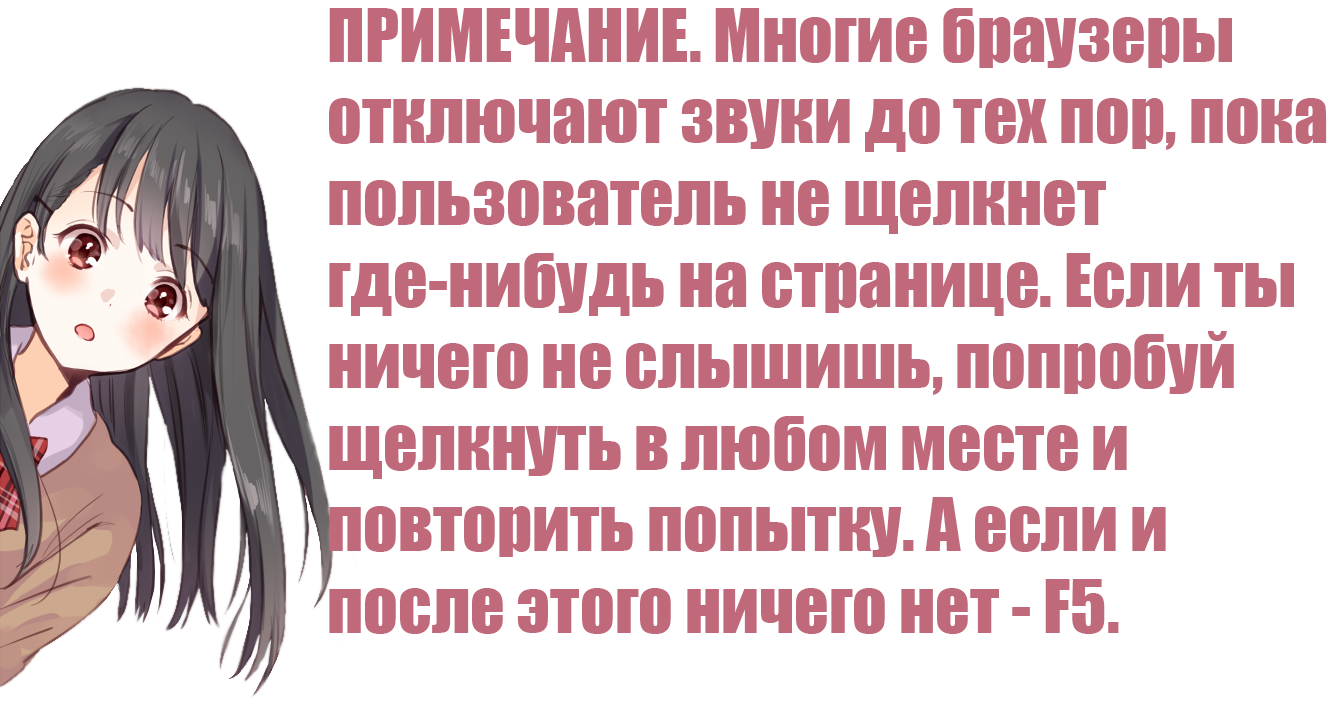 ПРИМЕЧАНИЕ. Многие браузеры
отключают звуки до тех пор, пока
пользователь не щелкнет
где-нибудь на странице. Если ты
ничего не слышишь, попробуй
щелкнуть в любом месте и
повторить попытку. А если и
после этого ничего нет - F5.